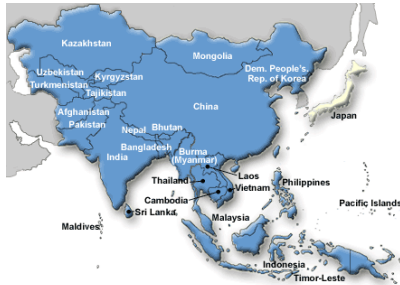 Kazakhstan
Mongolia
Uzbekistan
Kyrgyzstan
Dem. People's.
Rep. of Korea
Turkmenistan
Tajikistan
China
Japan
Afghanistan
Pakistan
Nepal
Bhutan
Bangladesh
India
Burma
(Myanmar)
Laos
Thailand
Vietnam
Philippines
Cambodia
Sri Lanka
Pacific Islands
Maldives
Malaysia
Indonesia
Timor-Leste